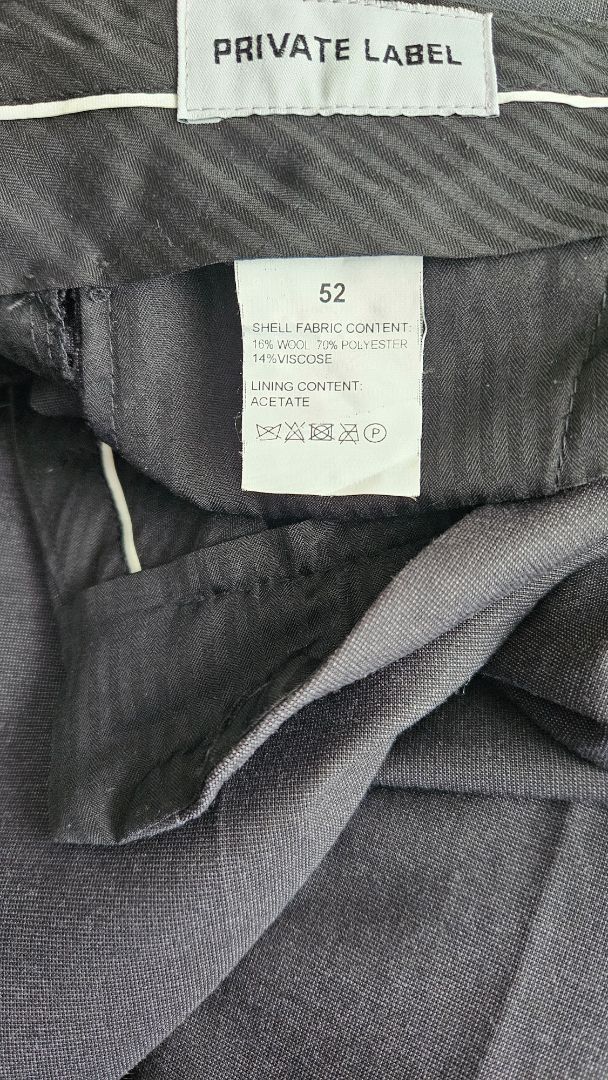 PRIVATE LABEL
52
SHELL FABRIC CONTENT:
16% WOOL 70% POLYESTER
14%VISCOSE
LINING CONTENT:
ACETATE
P